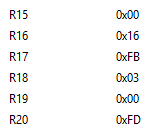 R15 0x00
R16 0x16
R17 0xFB
R18 0x03
R19 0x00
R20 0xFD